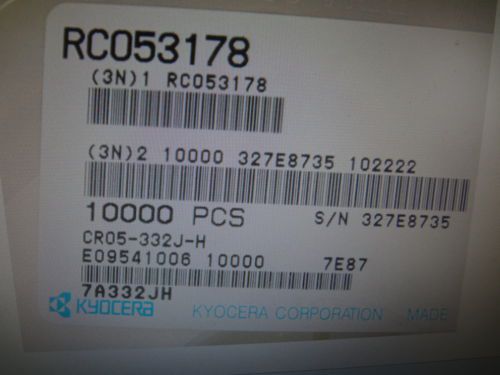 RC053178
(3N)1 RC053178
(3N)2 10000 327E8735 102222
10000 PCS S/N 327E8735
CR05-332J-H
E09541006 10000 7E87
7A332JH
KYOCERA KYOCERA CORPORATION MADE